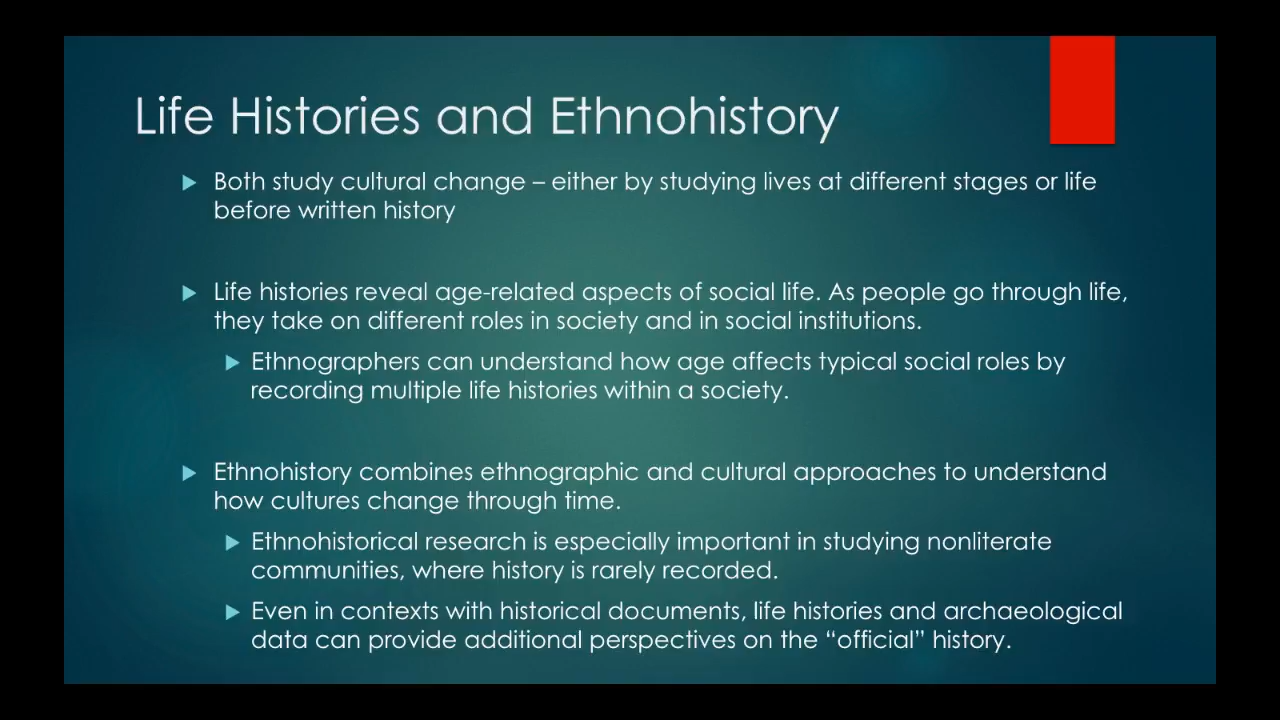 Life Histories and Ethnohistory
Both study cultural change – either by studying lives at different stages or life
before written history
Life histories reveal age-related aspects of social life. As people go through life,
they take on different roles in society and in social institutions.
Ethnographers can understand how age affects typical social roles by
recording multiple life histories within a society.
Ethnohistory combines ethnographic and cultural approaches to understand
how cultures change through time.
Ethnohistorical research is especially important in studying nonliterate
communities, where history is rarely recorded.
Even in contexts with historical documents, life histories and archaeological
data can provide additional perspectives on the “official” history.